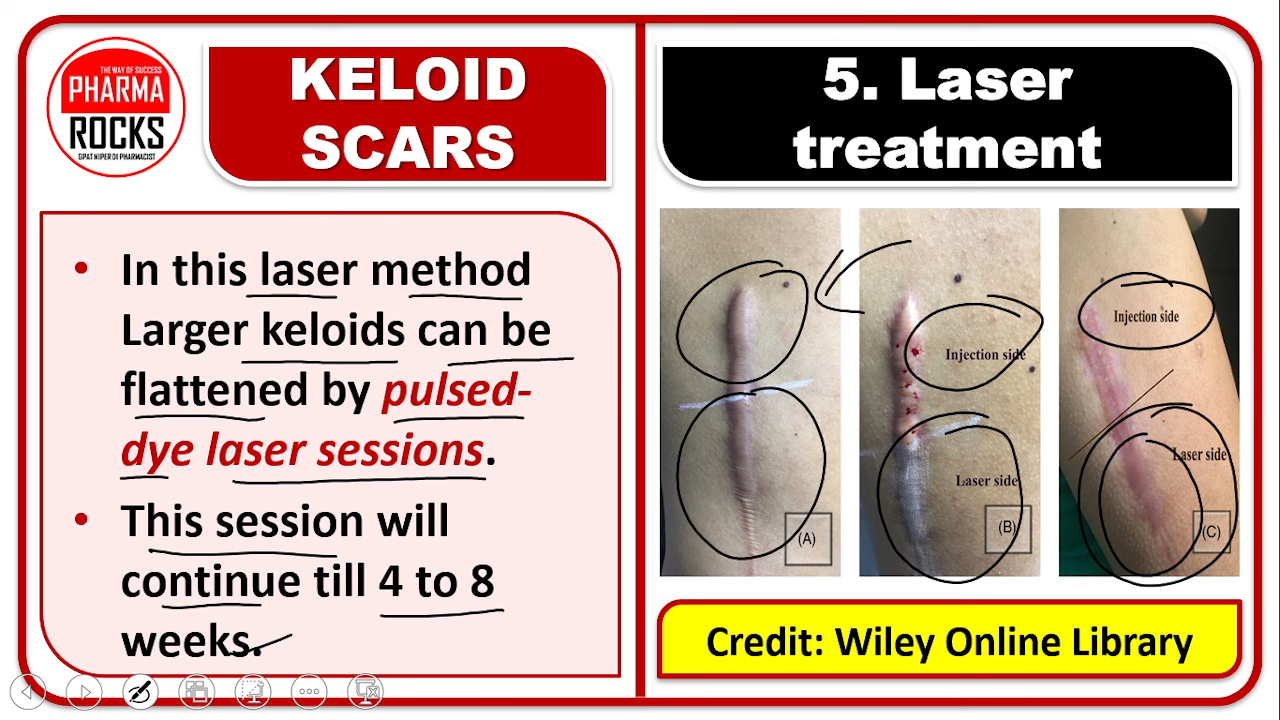 THE WAY OF SUCCESS
PHARMA
ROCKS
GPAT NIPER DI PHARMACIST
KELOID
SCARS
• In this laser method
Larger keloids can be
flattened by pulsed-
dye laser sessions.
• This session will
continue till 4 to 8
weeks.
5. Laser
treatment
(A)
Injection side
Laser side
(B)
Injection side
Laser side
(C)
Credit: Wiley Online Library